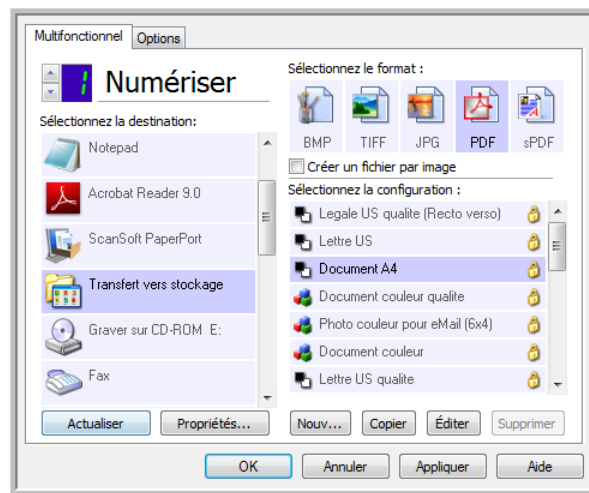 Multifonctionnel
Options
1
Numériser
Sélectionnez la destination:
Notepad
Acrobat Reader 9.0
ScanSoft PaperPort
Transfert vers stockage
Graver sur CD-ROM E:
Fax
Actualiser
Propriétés...
Sélectionnez le format :
BMP
TIFF
JPG
PDF
sPDF
Créer un fichier par image
Sélectionnez la configuration :
Legale US qualite (Recto verso)
Lettre US
Document A4
Document couleur qualite
Photo couleur pour eMail (6x4)
Document couleur
Lettre US qualite
Nouv...
Copier
Éditer
Supprimer
OK
Annuler
Appliquer
Aide